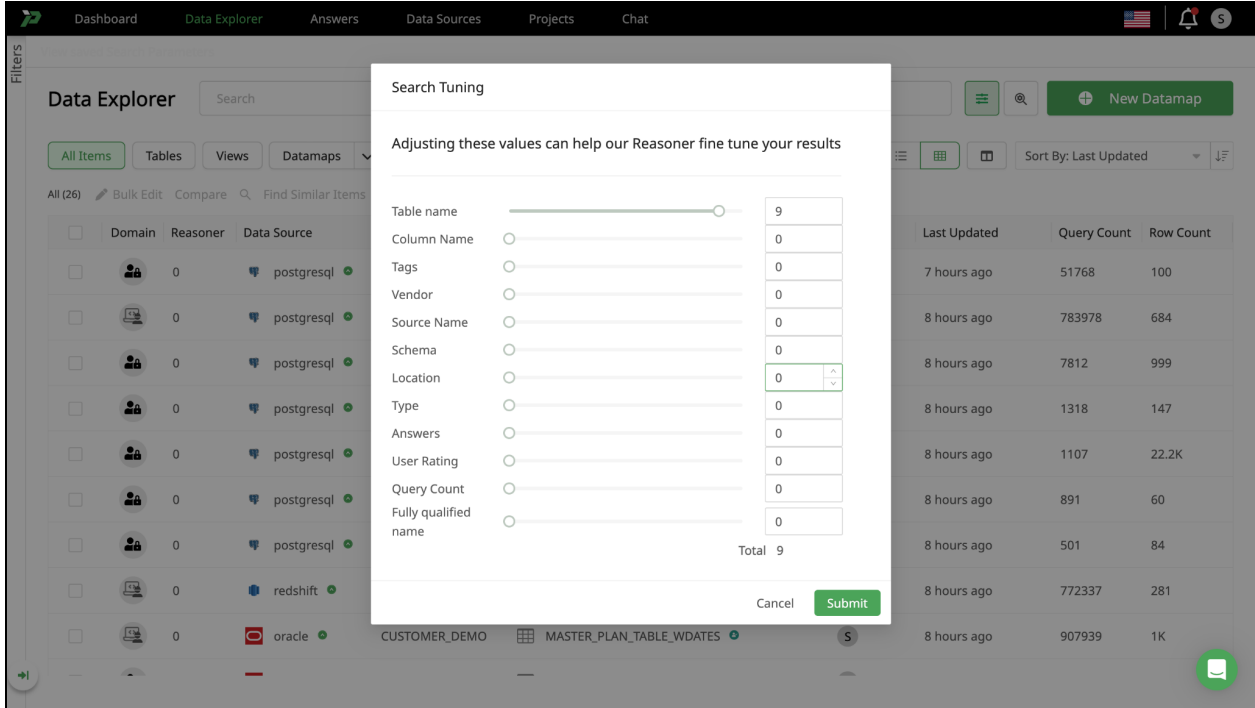 Dashboard Data Explorer Answers Data Sources Projects Chat S
Filters
Data Explorer Search New Datamap
All Items Tables Views Datamaps Sort By: Last Updated
All (26) Bulk Edit Compare Find Similar Items
Domain Reasoner Data Source Last Updated Query Count Row Count
0 postgresql 7 hours ago 51768 100
0 postgresql 8 hours ago 783978 684
0 postgresql 8 hours ago 7812 999
0 postgresql 8 hours ago 1318 147
0 postgresql 8 hours ago 1107 22.2K
0 postgresql 8 hours ago 891 60
0 postgresql 8 hours ago 501 84
0 redshift 8 hours ago 772337 281
0 oracle CUSTOMER_DEMO MASTER_PLAN_TABLE_WDATES S 8 hours ago 907939 1K
Search Tuning
Adjusting these values can help our Reasoner fine tune your results
Table name 9
Column Name 0
Tags 0
Vendor 0
Source Name 0
Schema 0
Location 0
Type 0
Answers 0
User Rating 0
Query Count 0
Fully qualified
name 0
Total 9
Cancel Submit